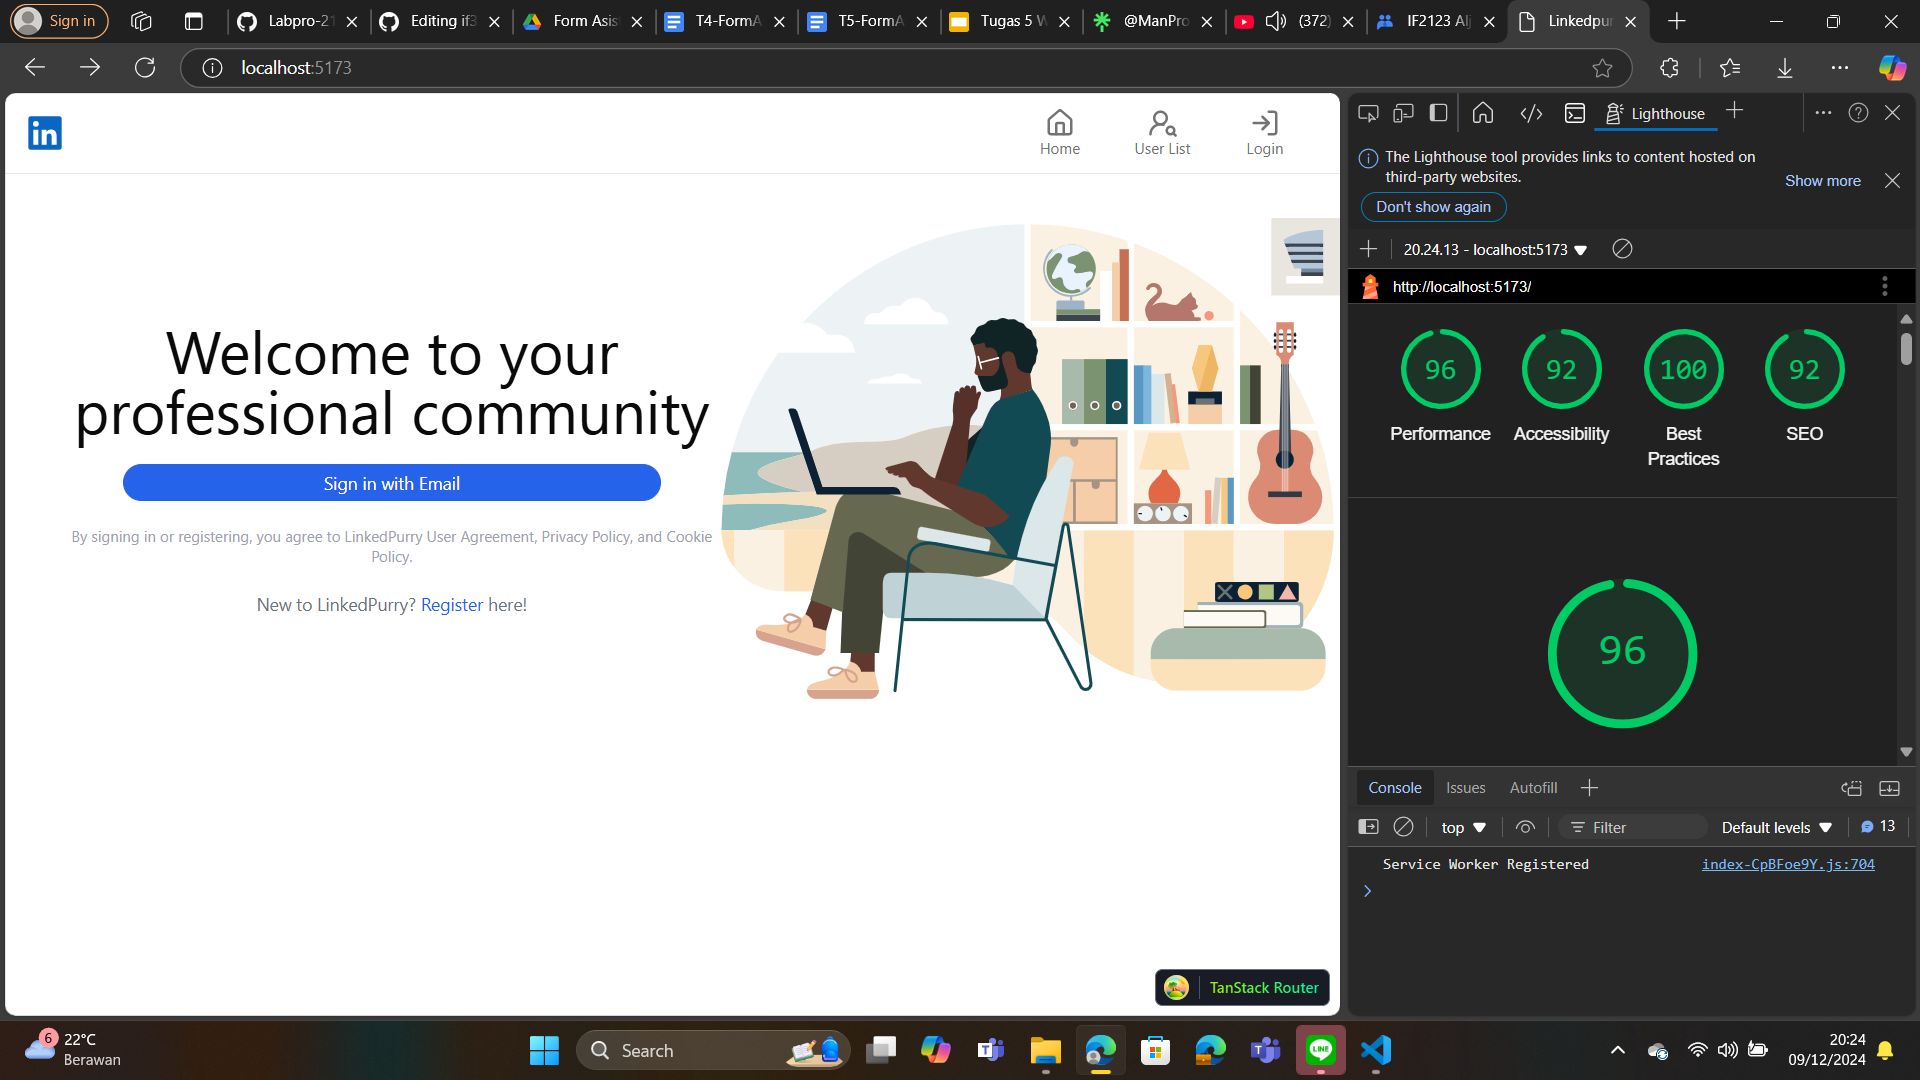 Sign in
Labpro-21
Editing if3
Form Asis
T4-FormA
T5-FormA
Tugas 5 W
@ManPro
(372)
IF2123 Alj
Linkedpur
localhost:5173
in
Home
User List
Login
Welcome to your
professional community
Sign in with Email
By signing in or registering, you agree to LinkedPurry User Agreement, Privacy Policy, and Cookie
Policy.
New to LinkedPurry? Register here!
TanStack Router
Lighthouse
The Lighthouse tool provides links to content hosted on
third-party websites.
Show more
Don't show again
20.24.13 - localhost:5173
http://localhost:5173/
96
92
100
92
Performance
Accessibility
Best
Practices
SEO
96
Console
Issues
Autofill
top
Filter
Default levels
13
Service Worker Registered
index-CpBFoe9Y.js:704
6
22°C
Berawan
Search
LINE
20:24
09/12/2024